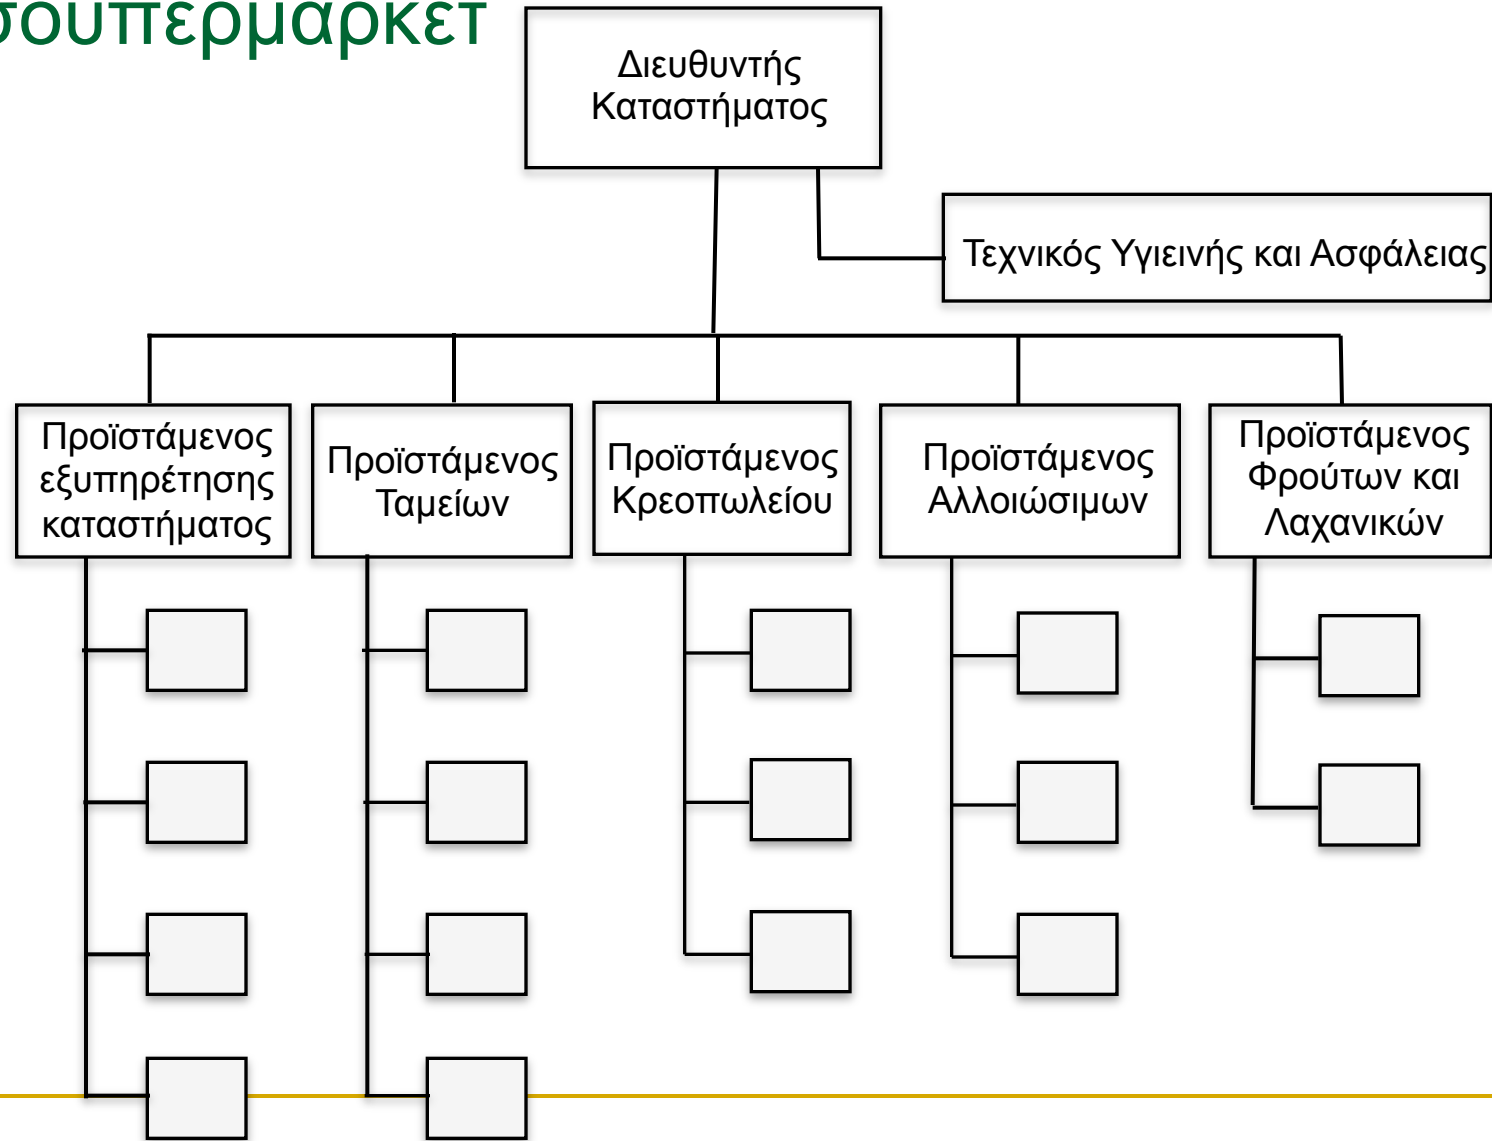 σουπερμάρκετ
Διευθυντής
Καταστήματος
Τεχνικός Υγιεινής και Ασφάλειας
Προϊστάμενος
εξυπηρέτησης
καταστήματος
Προϊστάμενος
Ταμείων
Προϊστάμενος
Κρεοπωλείου
Προϊστάμενος
Αλλοιώσιμων
Προϊστάμενος
Φρούτων και
Λαχανικών